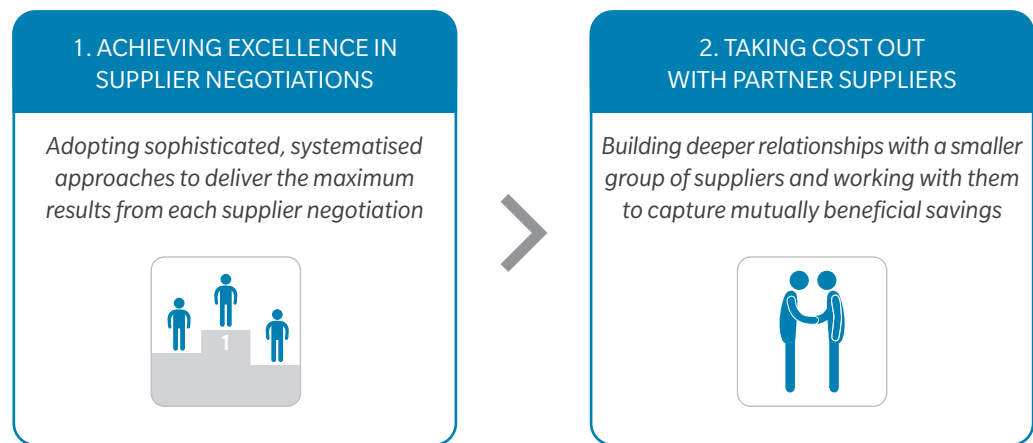 1. ACHIEVING EXCELLENCE IN
SUPPLIER NEGOTIATIONS
Adopting sophisticated, systematised
approaches to deliver the maximum
results from each supplier negotiation
1
2. TAKING COST OUT
WITH PARTNER SUPPLIERS
Building deeper relationships with a smaller
group of suppliers and working with them
to capture mutually beneficial savings